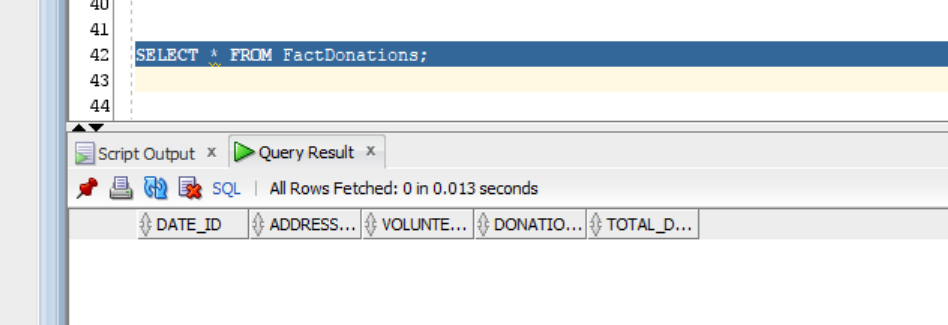 40
41
42 SELECT * FROM FactDonations;
43
44
Script Output x Query Result x
SQL | All Rows Fetched: 0 in 0.013 seconds
DATE_ID ADDRESS... VOLUNTE... DONATIO... TOTAL_D...